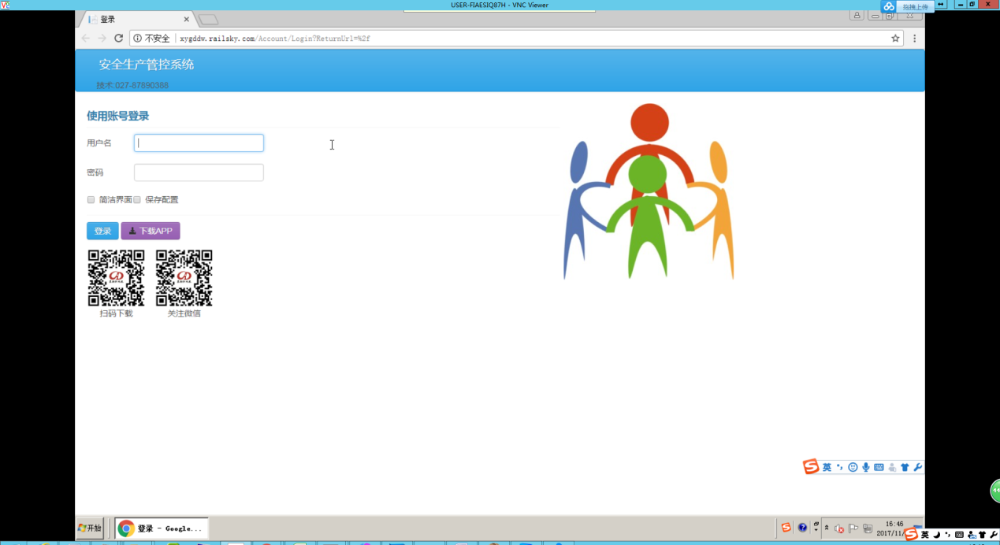 USER-FIAESIQ87H - VNC Viewer
拖拽上传
登录
不安全
xygddw.railsky.com/Account/Login?ReturnUrl=%2f
安全生产管控系统
技术:027-87890388
使用账号登录
用户名
密码
简洁界面 保存配置
登录 下载APP
扫码下载 关注微信
英
开始
登录 - Google...
16:46
2017/11/
英